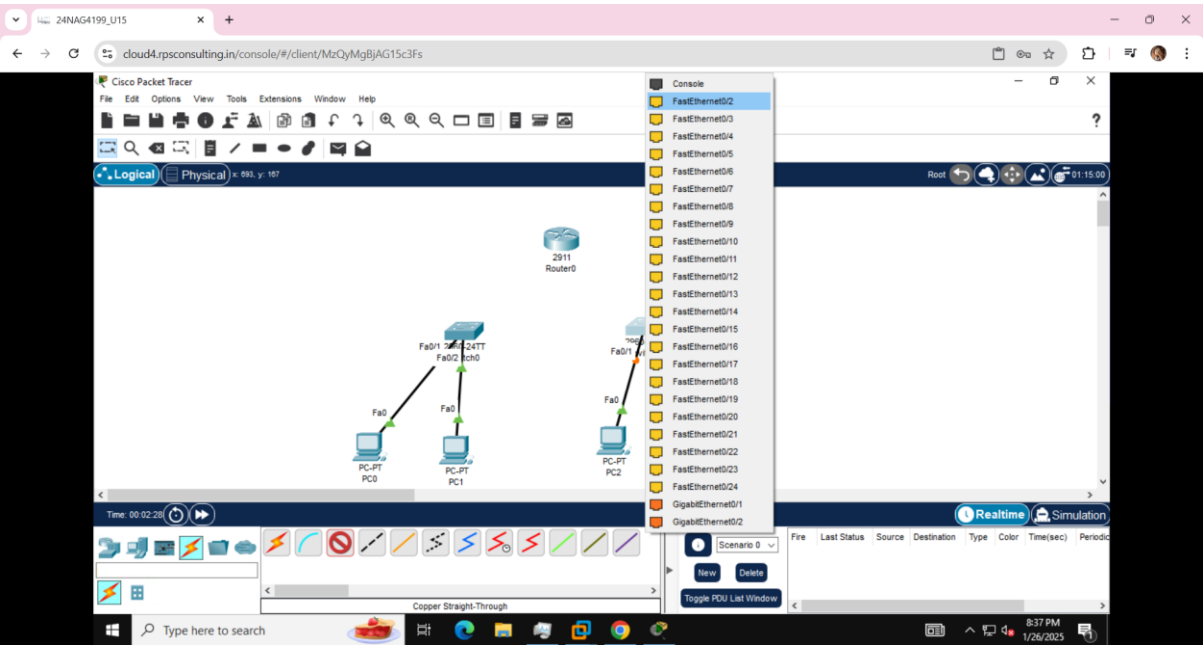 24NAG4199_U15
cloud4.rpsconsulting.in/console/#/client/MzQyMgBjAG15c3Fs
Cisco Packet Tracer
File Edit Options View Tools Extensions Window Help
Logical Physical x: 693, y: 167 Root 01:15:00
Console
FastEthernet0/2
FastEthernet0/3
FastEthernet0/4
FastEthernet0/5
FastEthernet0/6
FastEthernet0/7
FastEthernet0/8
FastEthernet0/9
FastEthernet0/10
FastEthernet0/11
FastEthernet0/12
FastEthernet0/13
FastEthernet0/14
FastEthernet0/15
FastEthernet0/16
FastEthernet0/17
FastEthernet0/18
FastEthernet0/19
FastEthernet0/20
FastEthernet0/21
FastEthernet0/22
FastEthernet0/23
FastEthernet0/24
GigabitEthernet0/1
GigabitEthernet0/2
2911
Router0
Fa0/1
Fa0/2
Fa0/1
Fa0
Fa0
Fa0
PC-PT
PC0
PC-PT
PC1
PC-PT
PC2
Time: 00:02:28 Realtime Simulation
Scenario 0
Fire Last Status Source Destination Type Color Time(sec) Periodic
New Delete
Toggle PDU List Window
Copper Straight-Through
Type here to search
8:37 PM
1/26/2025